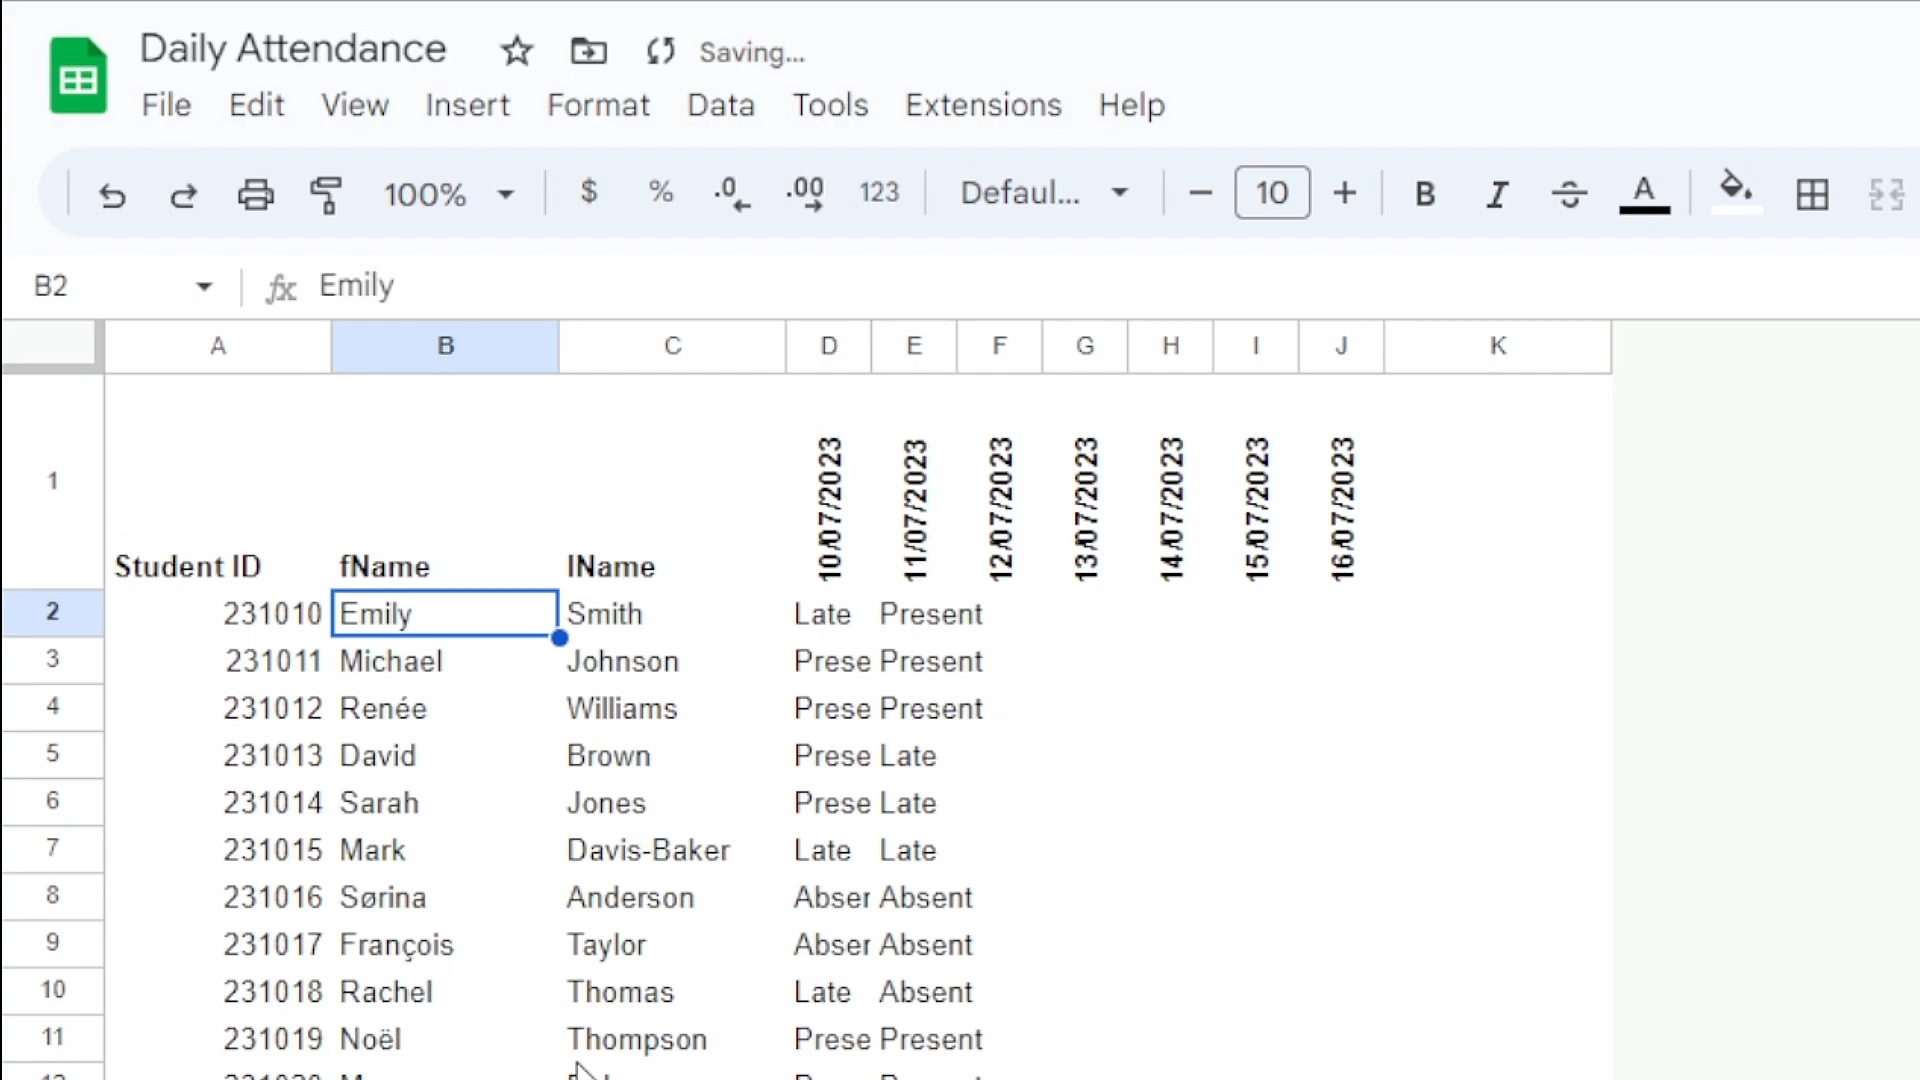 Daily Attendance Saving...
File Edit View Insert Format Data Tools Extensions Help
100% $ % .0 .00 123 Defaul... − 10 + B I A
B2 fx Emily
A B C D E F G H I J K
1 Student ID fName lName 10/07/2023 11/07/2023 12/07/2023 13/07/2023 14/07/2023 15/07/2023 16/07/2023
2 231010 Emily Smith Late Present
3 231011 Michael Johnson Prese Present
4 231012 Renée Williams Prese Present
5 231013 David Brown Prese Late
6 231014 Sarah Jones Prese Late
7 231015 Mark Davis-Baker Late Late
8 231016 Sørina Anderson Abser Absent
9 231017 François Taylor Abser Absent
10 231018 Rachel Thomas Late Absent
11 231019 Noël Thompson Prese Present